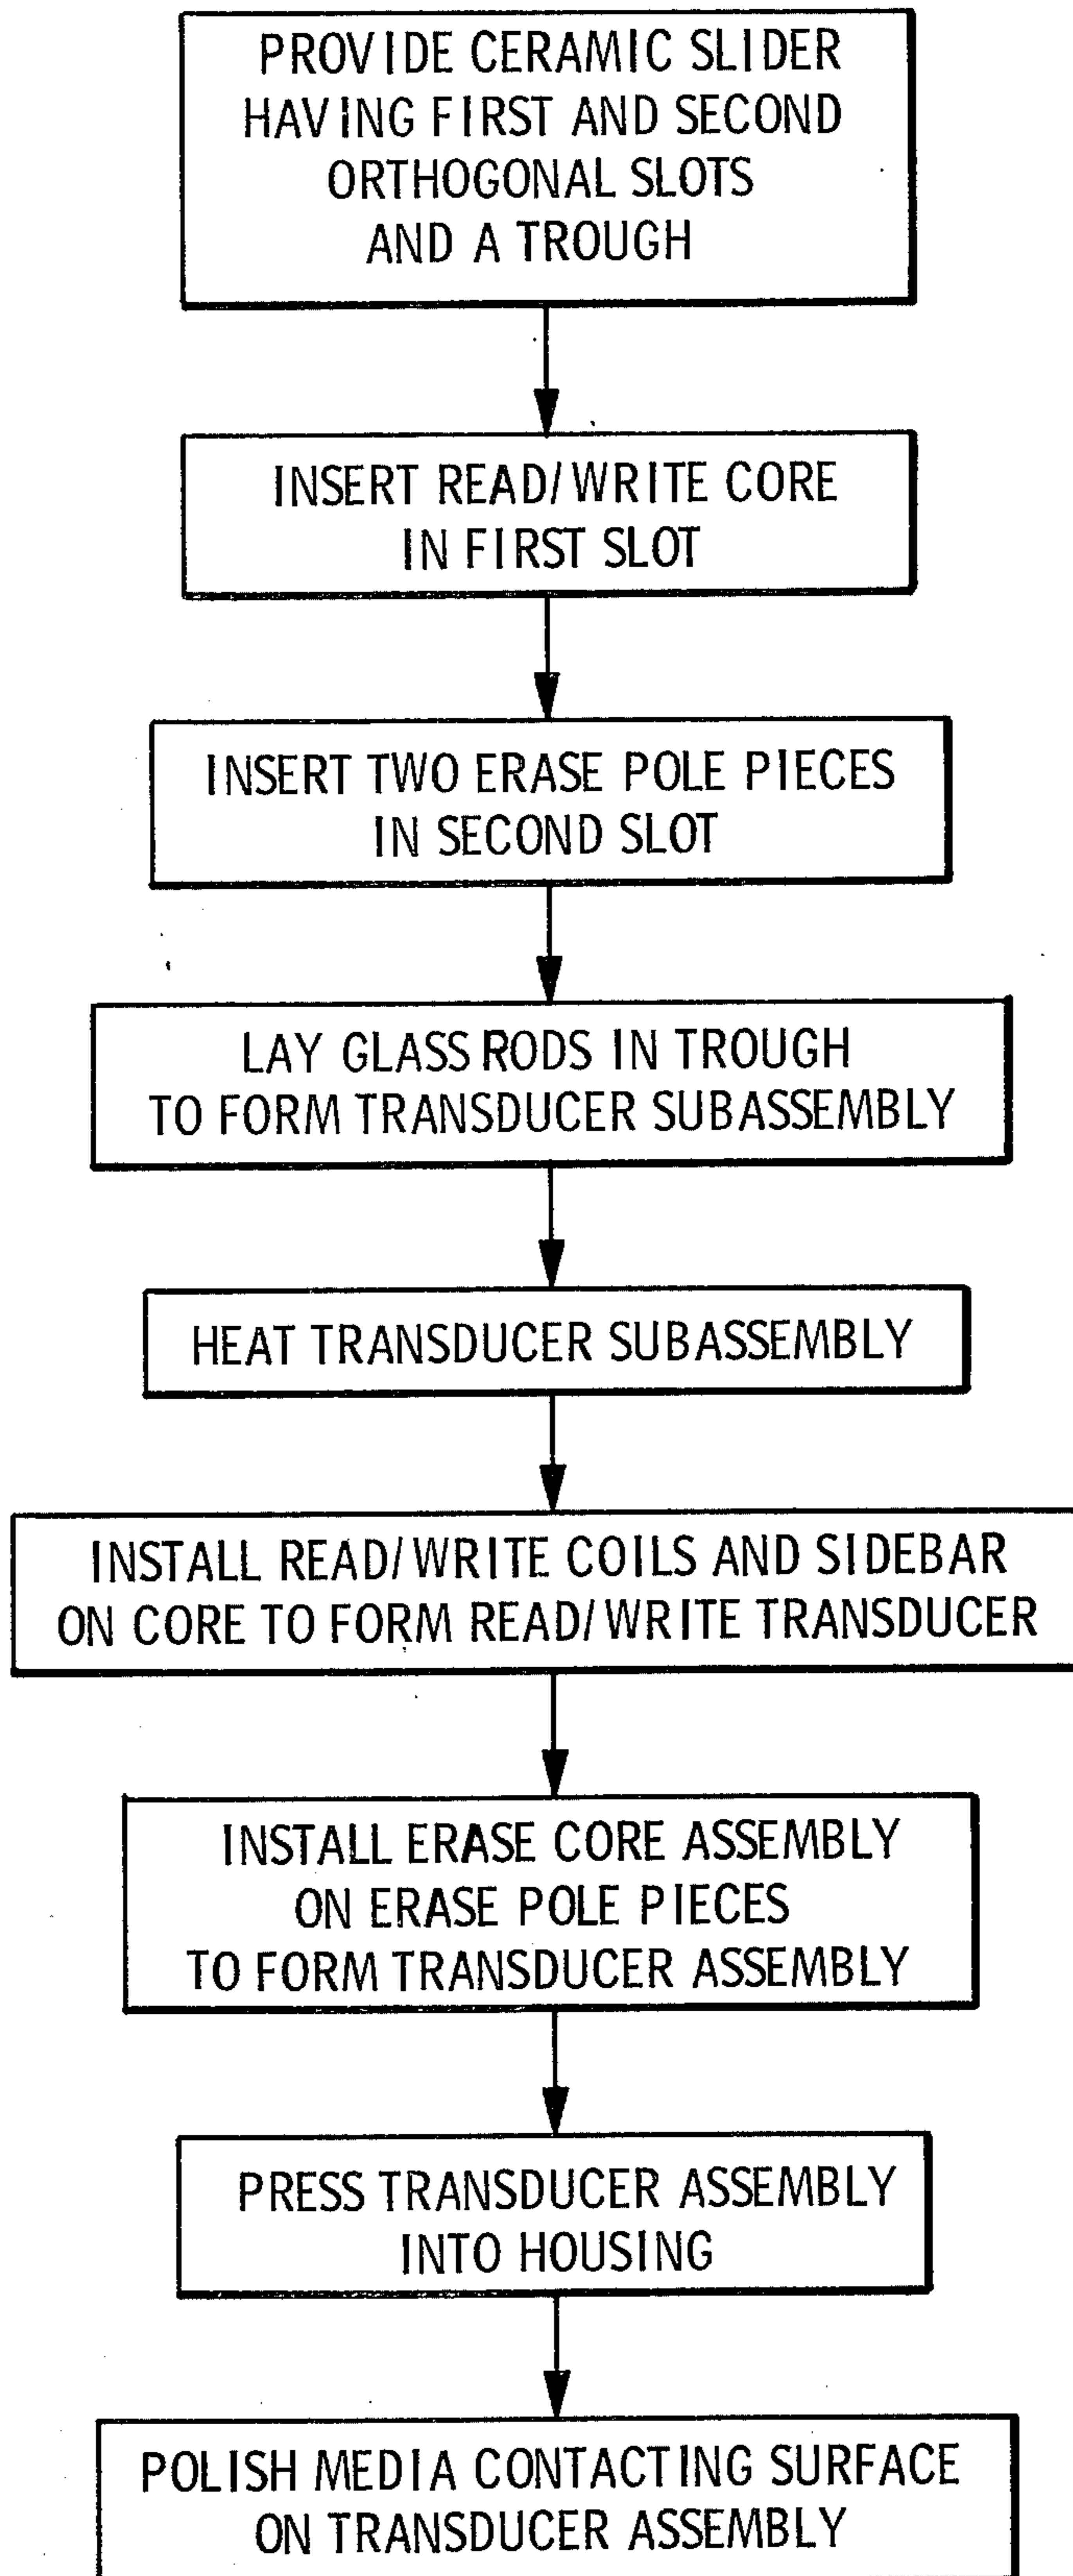 PROVIDE CERAMIC SLIDER
HAVING FIRST AND SECOND
ORTHOGONAL SLOTS
AND A TROUGH
INSERT READ/WRITE CORE
IN FIRST SLOT
INSERT TWO ERASE POLE PIECES
IN SECOND SLOT
LAY GLASS RODS IN TROUGH
TO FORM TRANSDUCER SUBASSEMBLY
HEAT TRANSDUCER SUBASSEMBLY
INSTALL READ/WRITE COILS AND SIDEBAR
ON CORE TO FORM READ/WRITE TRANSDUCER
INSTALL ERASE CORE ASSEMBLY
ON ERASE POLE PIECES
TO FORM TRANSDUCER ASSEMBLY
PRESS TRANSDUCER ASSEMBLY
INTO HOUSING
POLISH MEDIA CONTACTING SURFACE
ON TRANSDUCER ASSEMBLY